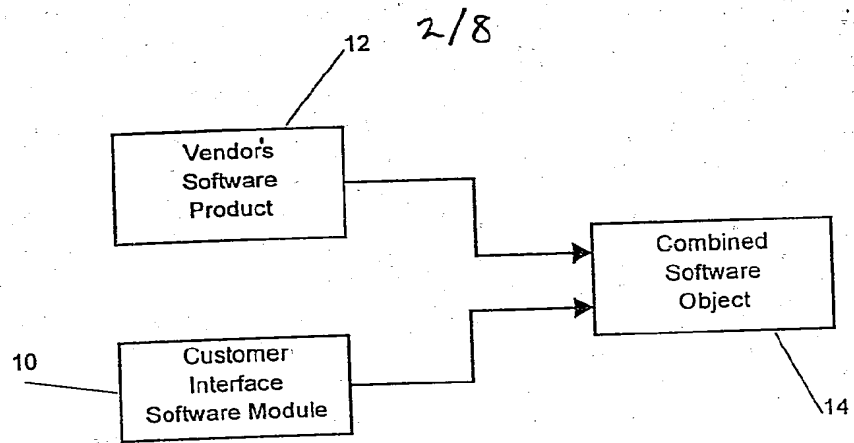 2/8
12
Vendor's
Software
Product
Combined
Software
Object
10
Customer
Interface
Software Module
14